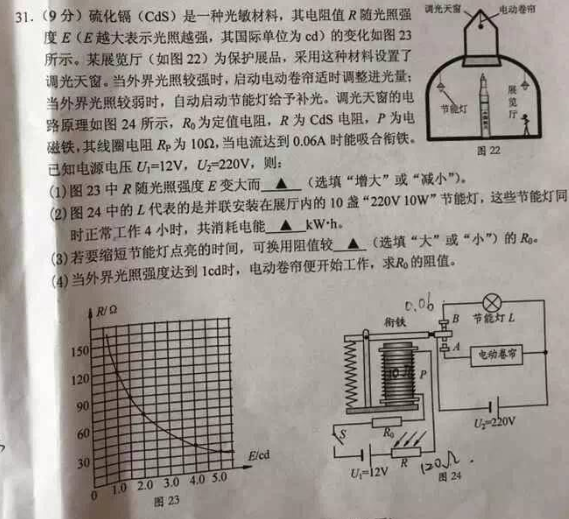 31.（9分）硫化镉（CdS）是一种光敏材料，其电阻值R随光照强
度E（E越大表示光照越强，其国际单位为cd）的变化如图23
所示。某展览厅（如图22）为保护展品，采用这种材料设置了
调光天窗。当外界光照较强时，启动电动卷帘适时调整进光量；
当外界光照较弱时，自动启动节能灯给予补光。调光天窗的电
路原理如图24所示，R₀为定值电阻，R为CdS电阻，P为电
磁铁，其线圈电阻Rₚ为10Ω，当电流达到0.06A时能吸合衔铁。
已知电源电压U₁=12V，U₂=220V，则：
(1)图23中R随光照强度E变大而 ▲ （选填“增大”或“减小”）。
(2)图24中的L代表的是并联安装在展厅内的10盏“220V 10W”节能灯，这些节能灯同
时正常工作4小时，共消耗电能 ▲ kW·h。
(3)若要缩短节能灯点亮的时间，可换用阻值较 ▲ （选填“大”或“小”）的R₀。
(4)当外界光照强度达到1cd时，电动卷帘便开始工作，求R₀的阻值。
调光天窗
电动卷帘
节能灯
展览厅
图22
R/Ω
150
120
90
60
30
0 1.0 2.0 3.0 4.0 5.0
E/cd
图23
0.06
衔铁
B
节能灯L
A
电动卷帘
P
U₂=220V
S
R₀
U₁=12V
R
120Ω
图24